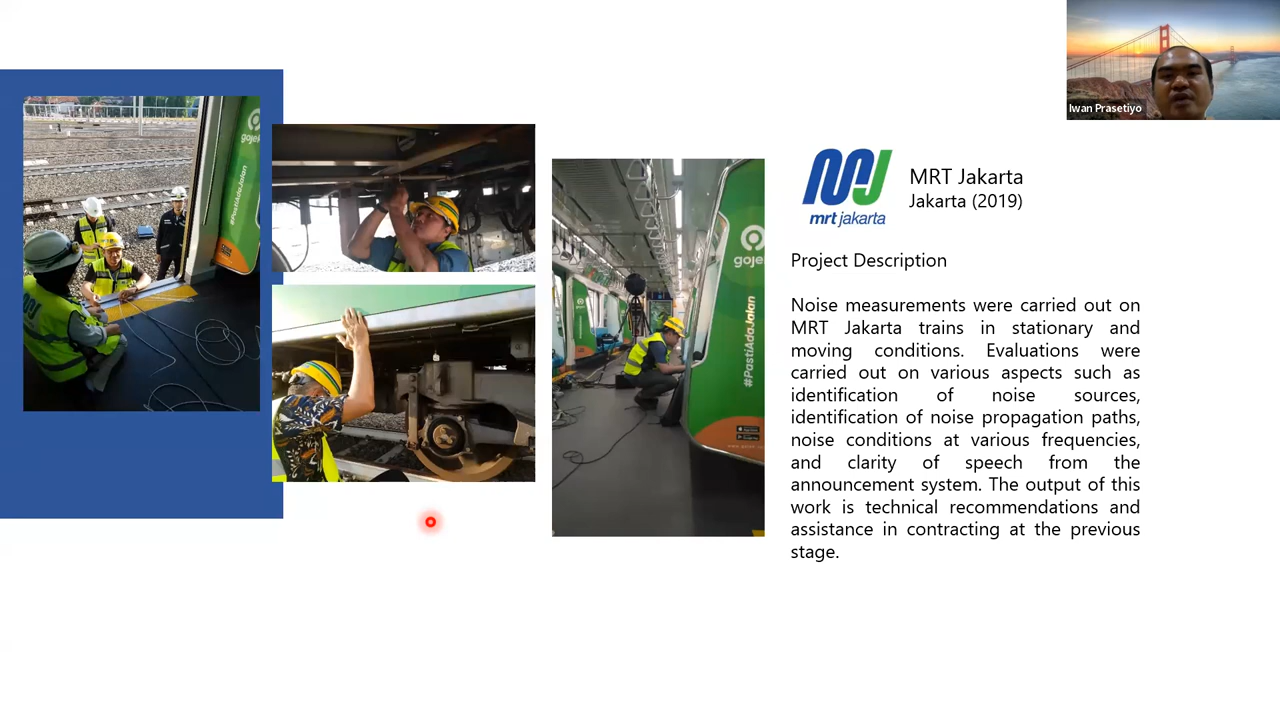 Iwan Prasetiyo
gojek
#PastiAdaJalan
gojek
#PastiAdaJalan
mrt jakarta
MRT Jakarta
Jakarta (2019)
Project Description
Noise measurements were carried out on
MRT Jakarta trains in stationary and
moving conditions. Evaluations were
carried out on various aspects such as
identification of noise sources,
identification of noise propagation paths,
noise conditions at various frequencies,
and clarity of speech from the
announcement system. The output of this
work is technical recommendations and
assistance in contracting at the previous
stage.